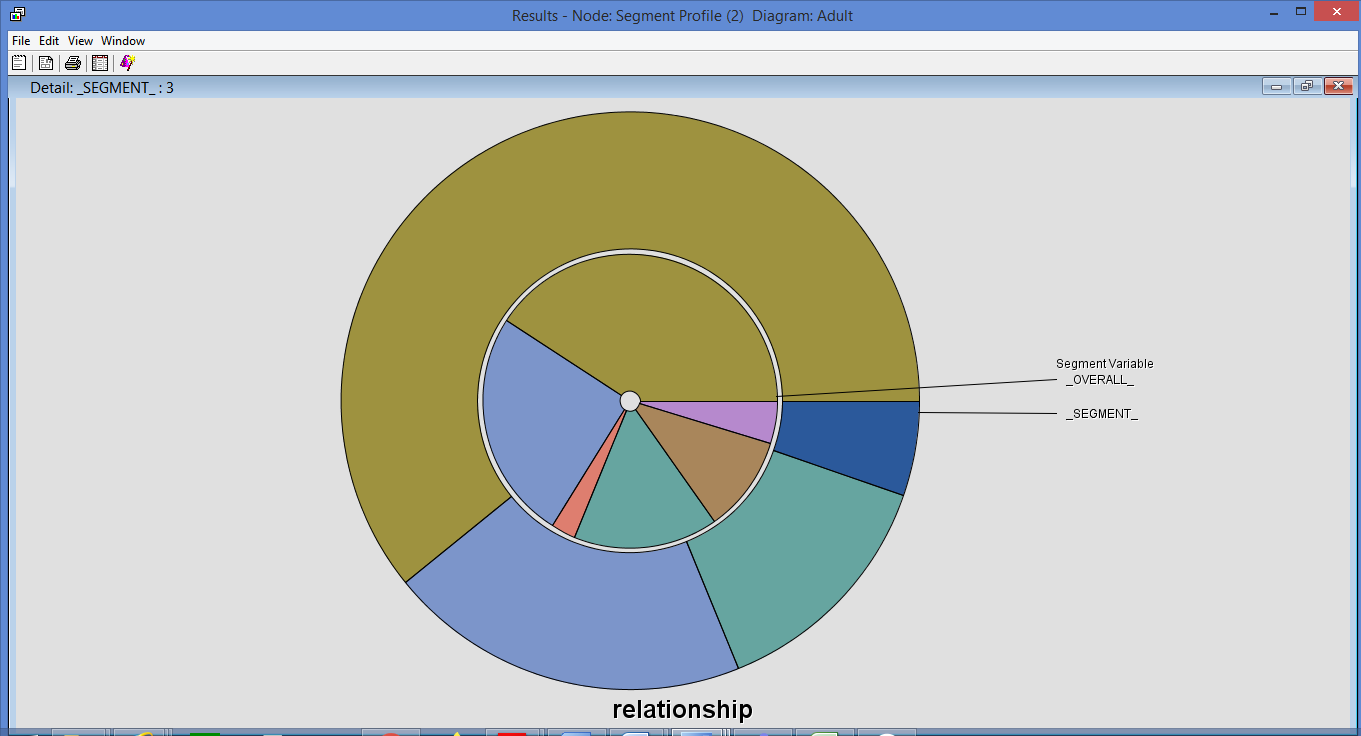 Results - Node: Segment Profile (2)  Diagram: Adult
File Edit View Window
Detail: _SEGMENT_ : 3
Segment Variable
_OVERALL_
_SEGMENT_
relationship